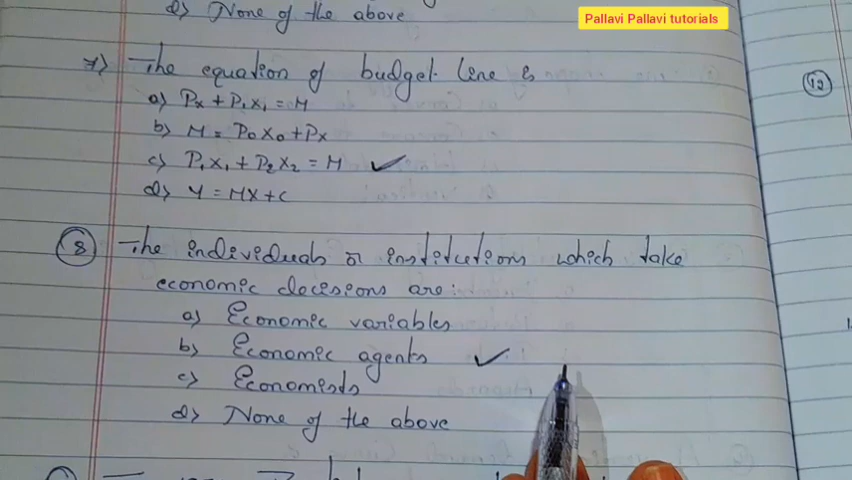 d) None of the above
Pallavi Pallavi tutorials
7) The equation of budget line is
a) Px + P1x1 = M
b) M = P0x0 + Px
c) P1x1 + P2x2 = M ✓
d) Y = MX + C
12
8 The individuals or institutions which take
economic decisions are:
a) Economic variables
b) Economic agents ✓
c) Economists
d) None of the above